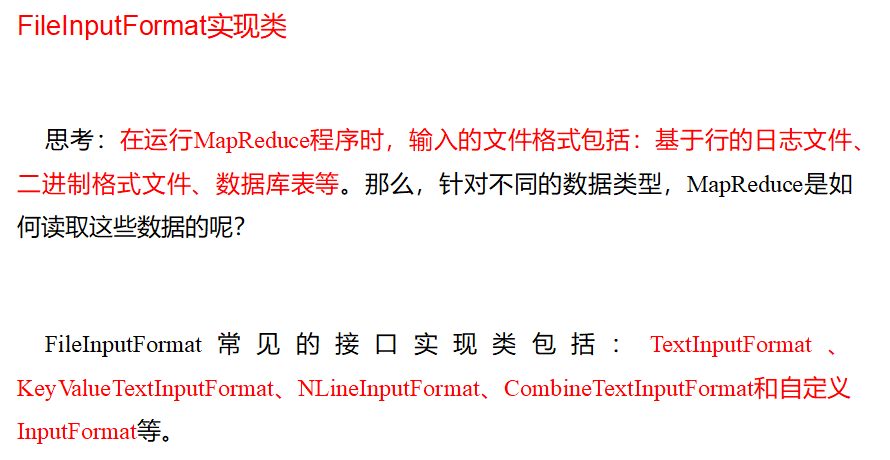 FileInputFormat实现类
思考：在运行MapReduce程序时，输入的文件格式包括：基于行的日志文件、
二进制格式文件、数据库表等。那么，针对不同的数据类型，MapReduce是如
何读取这些数据的呢？
FileInputFormat常见的接口实现类包括：TextInputFormat、
KeyValueTextInputFormat、NLineInputFormat、CombineTextInputFormat和自定义
InputFormat等。